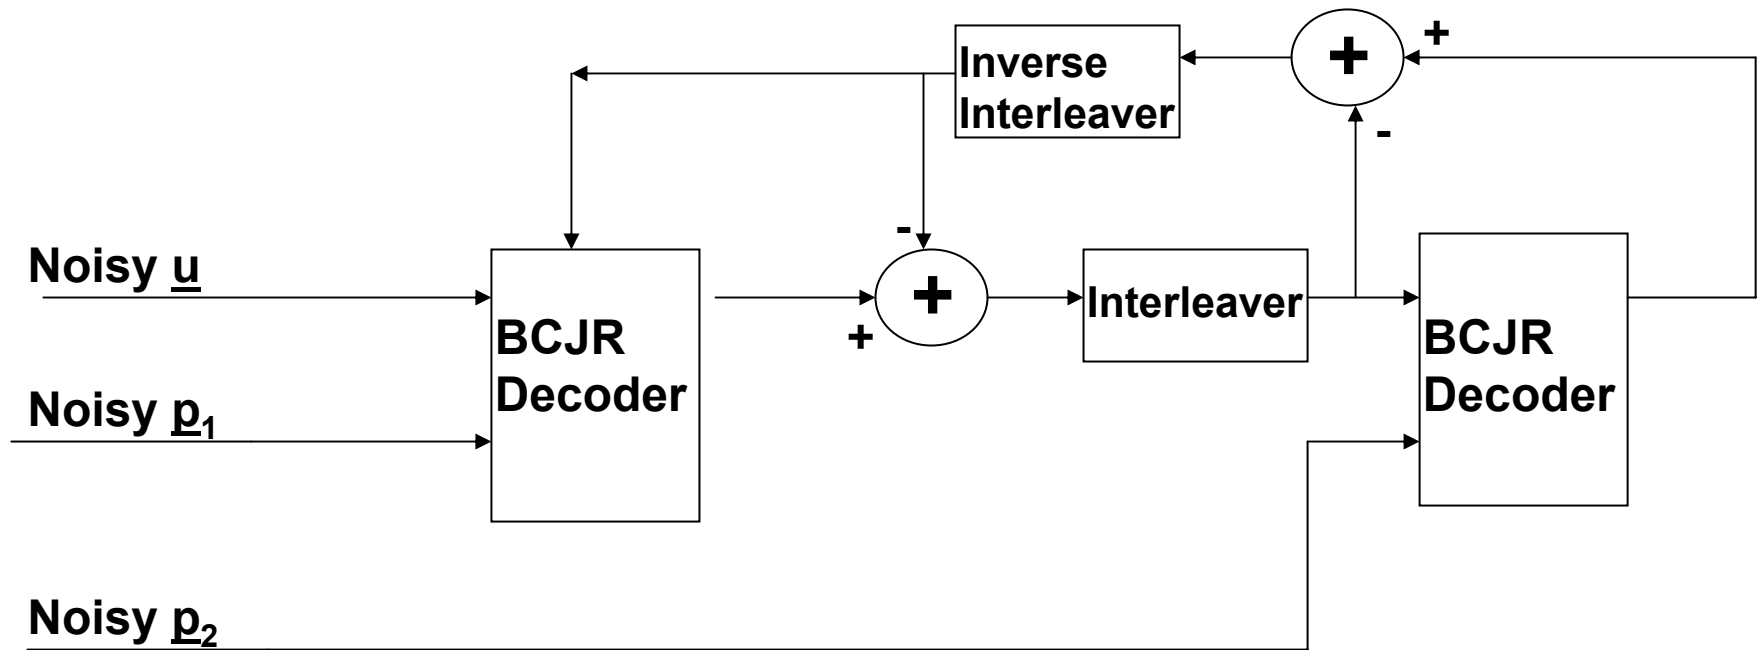 Inverse
Interleaver
+
+
-
Noisy u
-
+
+
Interleaver
BCJR
Decoder
BCJR
Decoder
Noisy p₁
Noisy p₂